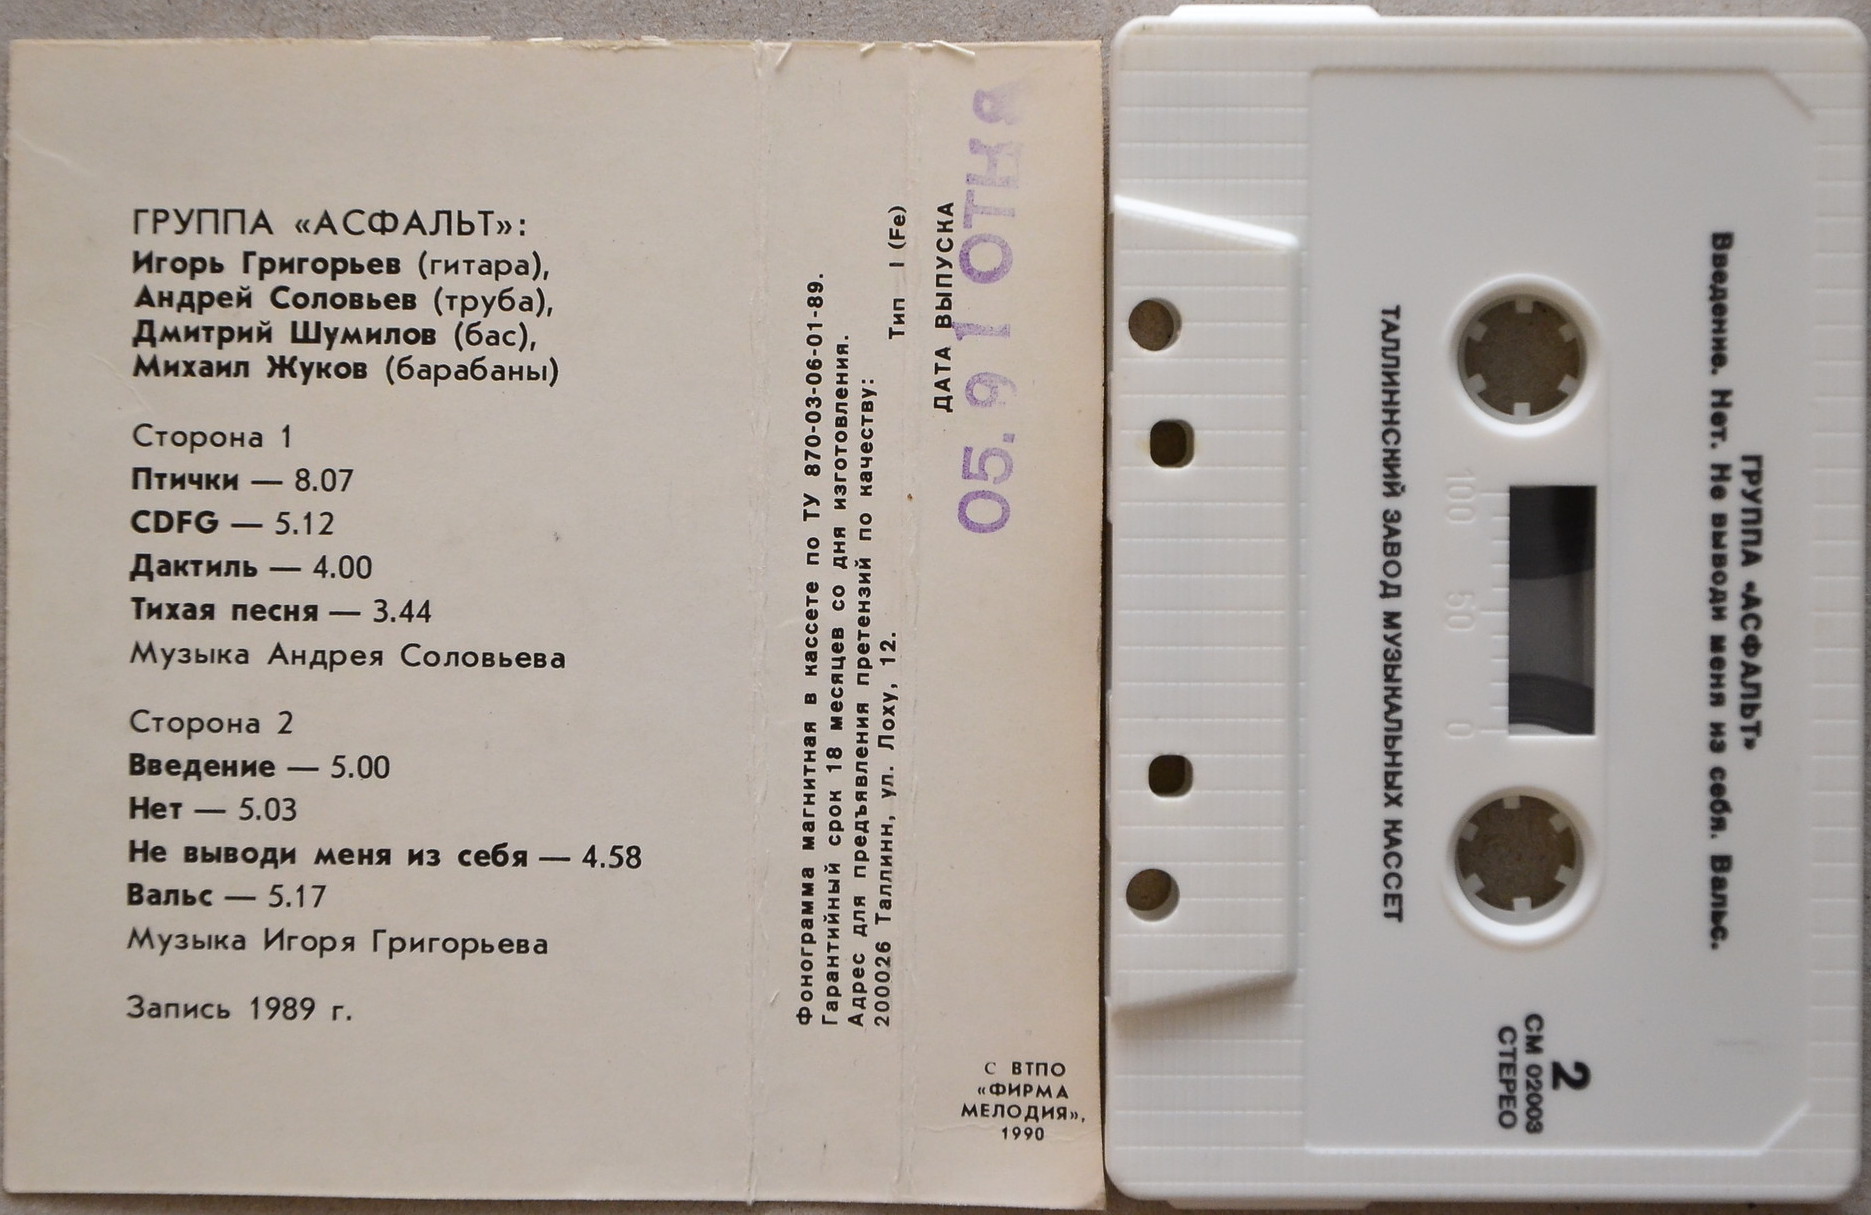 ГРУППА «АСФАЛЬТ»:
Игорь Григорьев (гитара),
Андрей Соловьев (труба),
Дмитрий Шумилов (бас),
Михаил Жуков (барабаны)
Сторона 1
Птички — 8.07
CDFG — 5.12
Дактиль — 4.00
Тихая песня — 3.44
Музыка Андрея Соловьева
Сторона 2
Введение — 5.00
Нет — 5.03
Не выводи меня из себя — 4.58
Вальс — 5.17
Музыка Игоря Григорьева
Запись 1989 г.
Фонограмма магнитная в кассете по ТУ 870-03-06-01-89.
Гарантийный срок 18 месяцев со дня изготовления.
Адрес для предъявления претензий по качеству:
200026 Таллинн, ул. Лоху, 12.
Тип I (Fe)
ДАТА ВЫПУСКА
05. 91 ОТК
С ВТПО
«ФИРМА
МЕЛОДИЯ»,
1990
ГРУППА «АСФАЛЬТ»
Введение. Нет. Не выводи меня из себя. Вальс.
2
СМ 02008
СТЕРЕО
100 50 0
ТАЛЛИННСКИЙ ЗАВОД МУЗЫКАЛЬНЫХ КАССЕТ